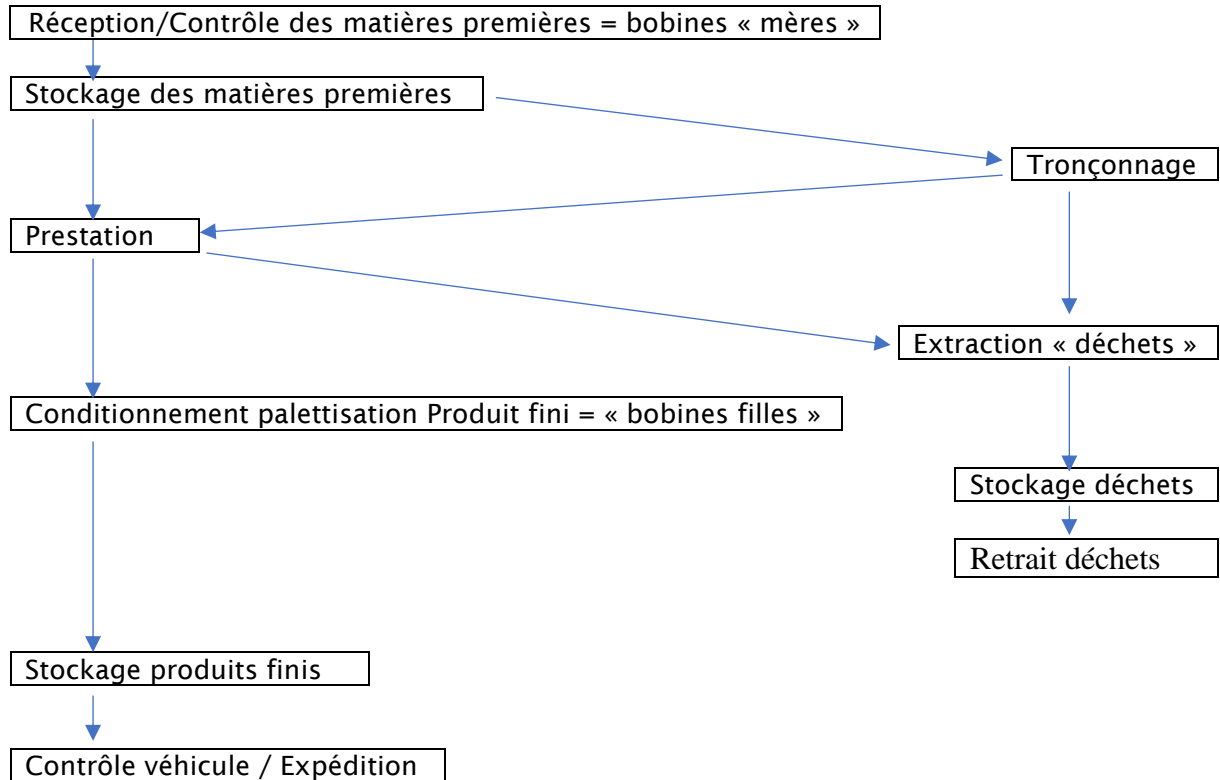 Réception/Contrôle des matières premières = bobines « mères »
Stockage des matières premières
Tronçonnage
Prestation
Extraction « déchets »
Conditionnement palettisation Produit fini = « bobines filles »
Stockage déchets
Retrait déchets
Stockage produits finis
Contrôle véhicule / Expédition